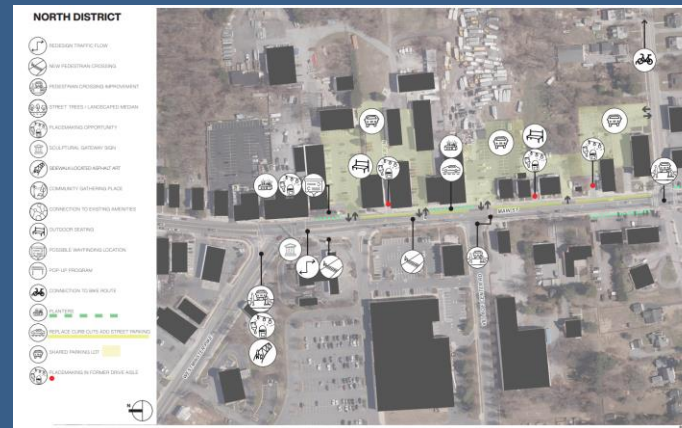 NORTH DISTRICT
REDESIGN TRAFFIC FLOW
NEW PEDESTRIAN CROSSING
PEDESTRIAN CROSSING IMPROVEMENT
STREET TREES / LANDSCAPED MEDIAN
PLACEMAKING OPPORTUNITY
SCULPTURAL GATEWAY SIGN
SIDEWALK-LOCATED ASPHALT ART
COMMUNITY GATHERING PLACE
CONNECTION TO EXISTING AMENITIES
OUTDOOR SEATING
POSSIBLE WAYFINDING LOCATION
POP UP PROGRAM
CONNECTION TO BIKE ROUTE
PLANTERS
REPLACE CURB CUTS ADD STREET PARKING
SHARED PARKING LOT
PLACEMAKING IN FORMER DRIVE AISLE
MAIN ST